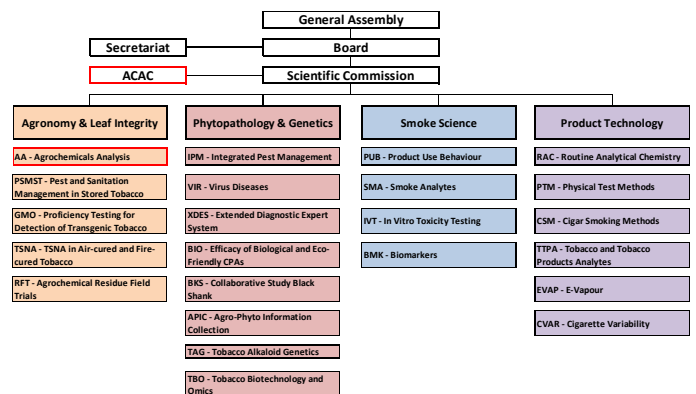 General Assembly
Secretariat
Board
ACAC
Scientific Commission
Agronomy & Leaf Integrity
Phytopathology & Genetics
Smoke Science
Product Technology
AA - Agrochemicals Analysis
PSMST - Pest and Sanitation
Management in Stored Tobacco
GMO - Proficiency Testing for
Detection of Transgenic Tobacco
TSNA - TSNA in Air-cured and Fire-
cured Tobacco
RFT - Agrochemical Residue Field
Trials
IPM - Integrated Pest Management
VIR - Virus Diseases
XDES - Extended Diagnostic Expert
System
BIO - Efficacy of Biological and Eco-
Friendly CPAs
BKS - Collaborative Study Black
Shank
APIC - Agro-Phyto Information
Collection
TAG - Tobacco Alkaloid Genetics
TBO - Tobacco Biotechnology and
Omics
PUB - Product Use Behaviour
SMA - Smoke Analytes
IVT - In Vitro Toxicity Testing
BMK - Biomarkers
RAC - Routine Analytical Chemistry
PTM - Physical Test Methods
CSM - Cigar Smoking Methods
TTPA - Tobacco and Tobacco
Products Analytes
EVAP - E-Vapour
CVAR - Cigarette Variability